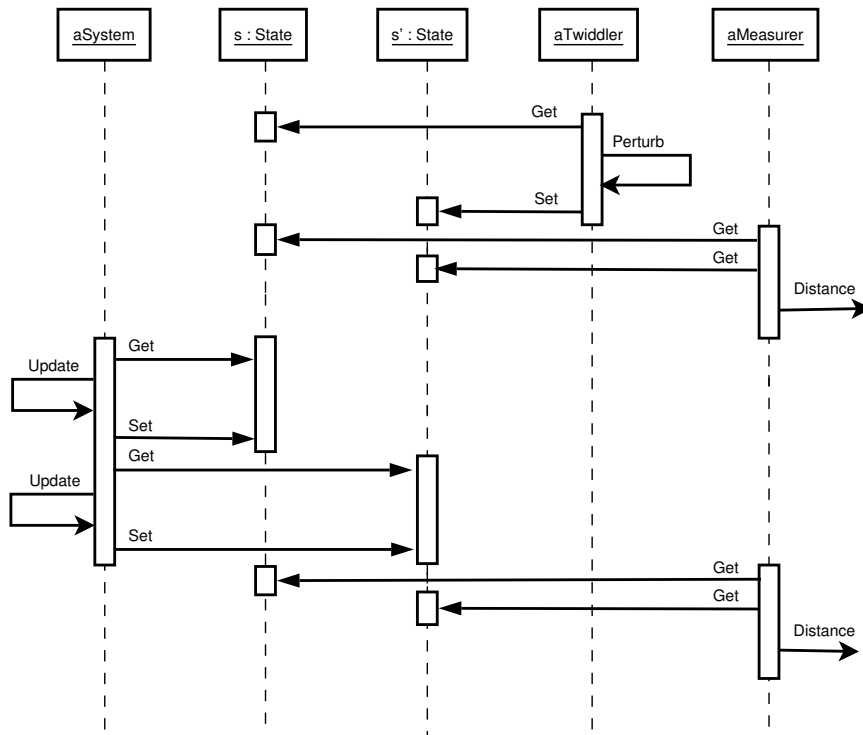 aSystem
s : State
s' : State
aTwiddler
aMeasurer
Get
Perturb
Set
Get
Get
Distance
Get
Update
Set
Get
Update
Set
Get
Get
Distance